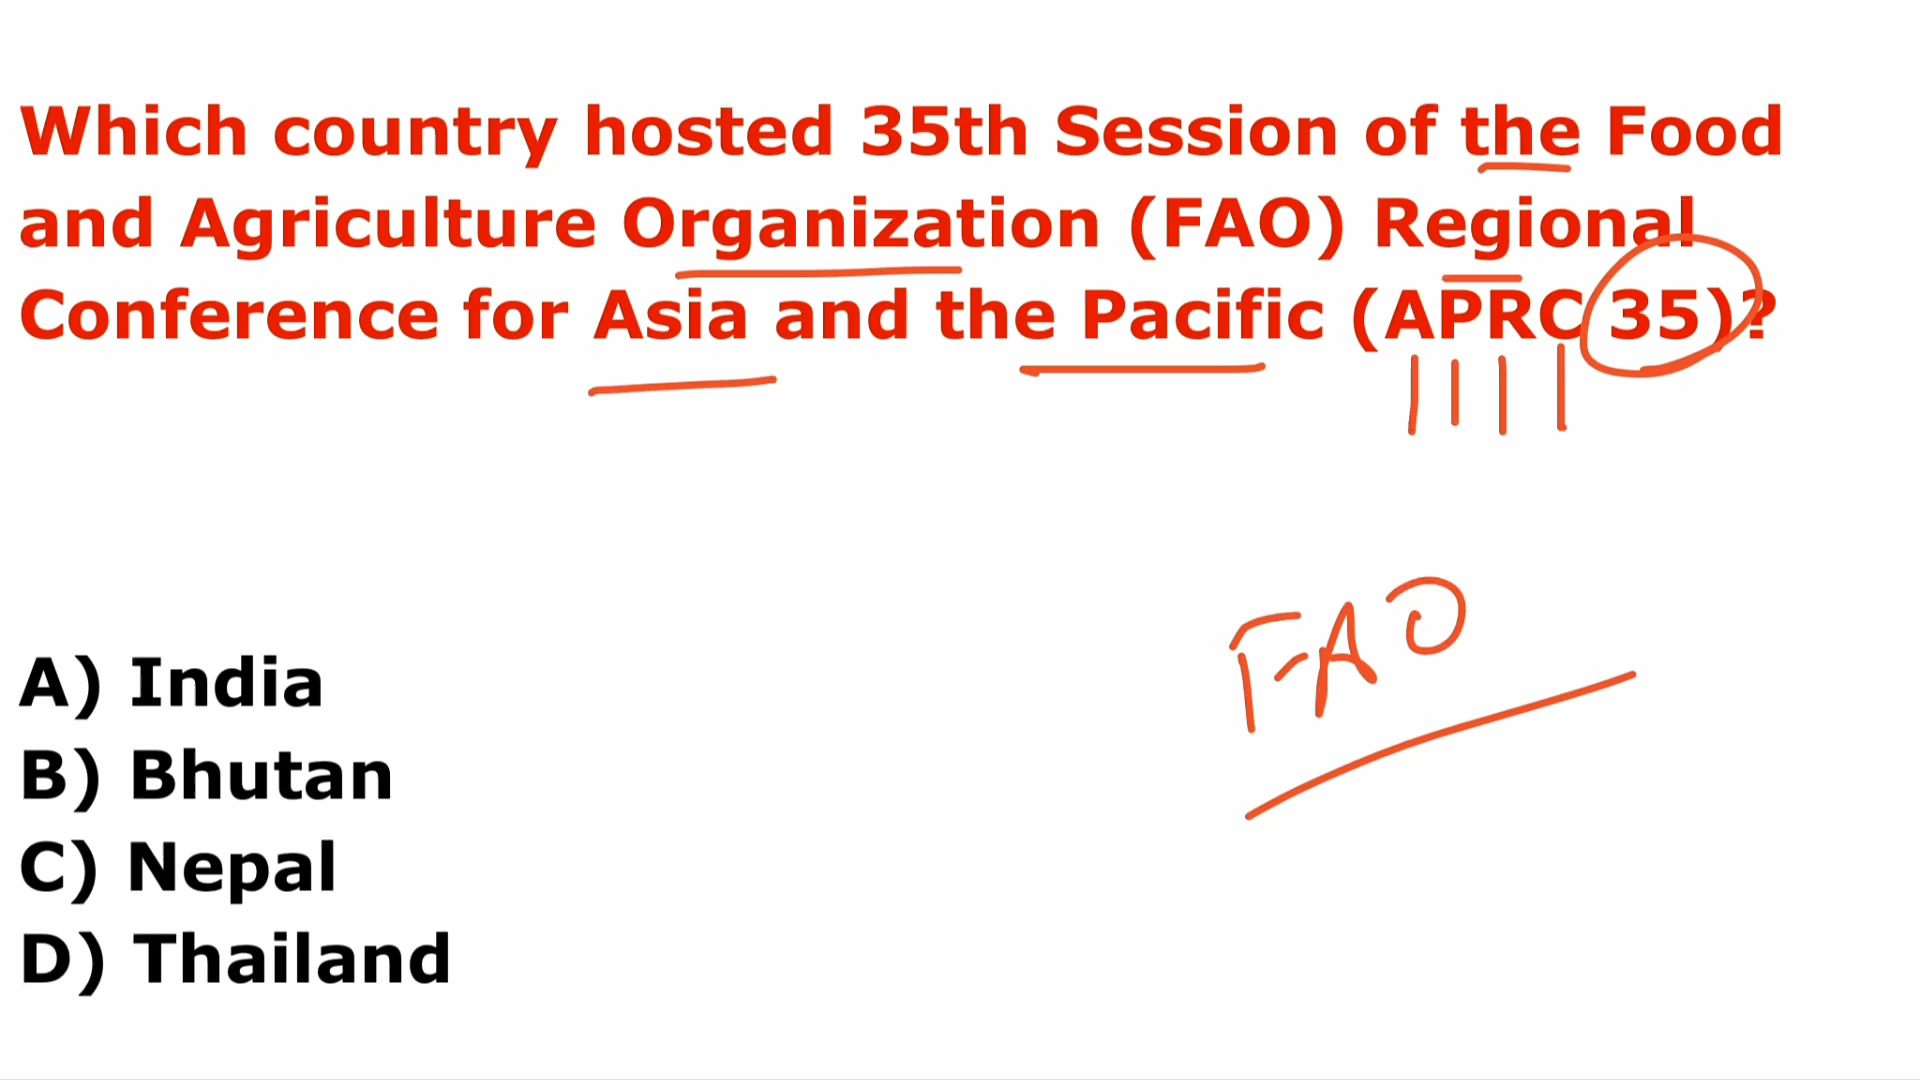 Which country hosted 35th Session of the Food
and Agriculture Organization (FAO) Regional
Conference for Asia and the Pacific (APRC 35)?
FAO
A) India
B) Bhutan
C) Nepal
D) Thailand